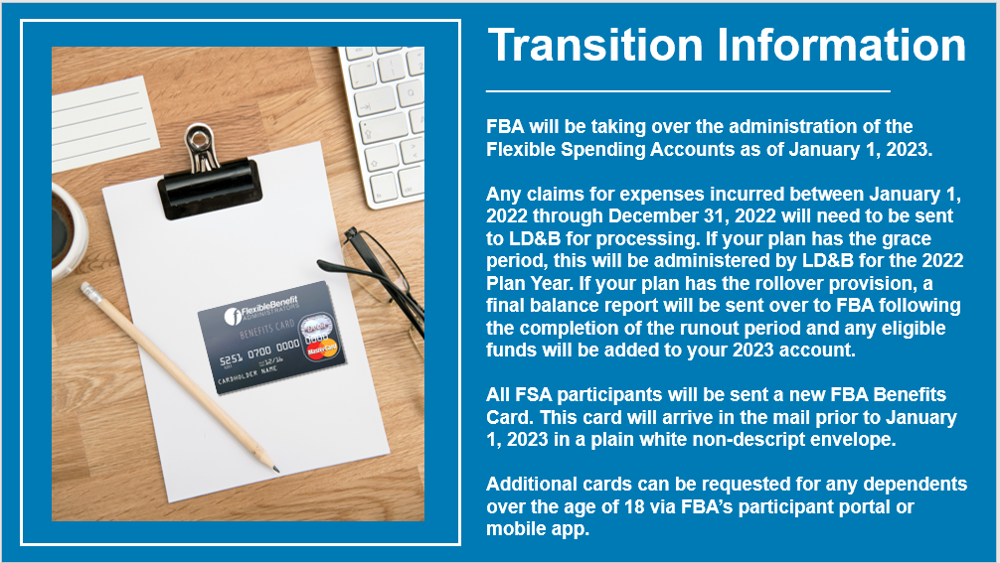 Transition Information
FBA will be taking over the administration of the
Flexible Spending Accounts as of January 1, 2023.
Any claims for expenses incurred between January 1,
2022 through December 31, 2022 will need to be sent
to LD&B for processing. If your plan has the grace
period, this will be administered by LD&B for the 2022
Plan Year. If your plan has the rollover provision, a
final balance report will be sent over to FBA following
the completion of the runout period and any eligible
funds will be added to your 2023 account.
All FSA participants will be sent a new FBA Benefits
Card. This card will arrive in the mail prior to January
1, 2023 in a plain white non-descript envelope.
Additional cards can be requested for any dependents
over the age of 18 via FBA's participant portal or
mobile app.
FlexibleBenefit
ADMINISTRATORS
BENEFITS CARD
Debit
5251 0700 0000 0000
12/16
MasterCard
CARDHOLDER NAME